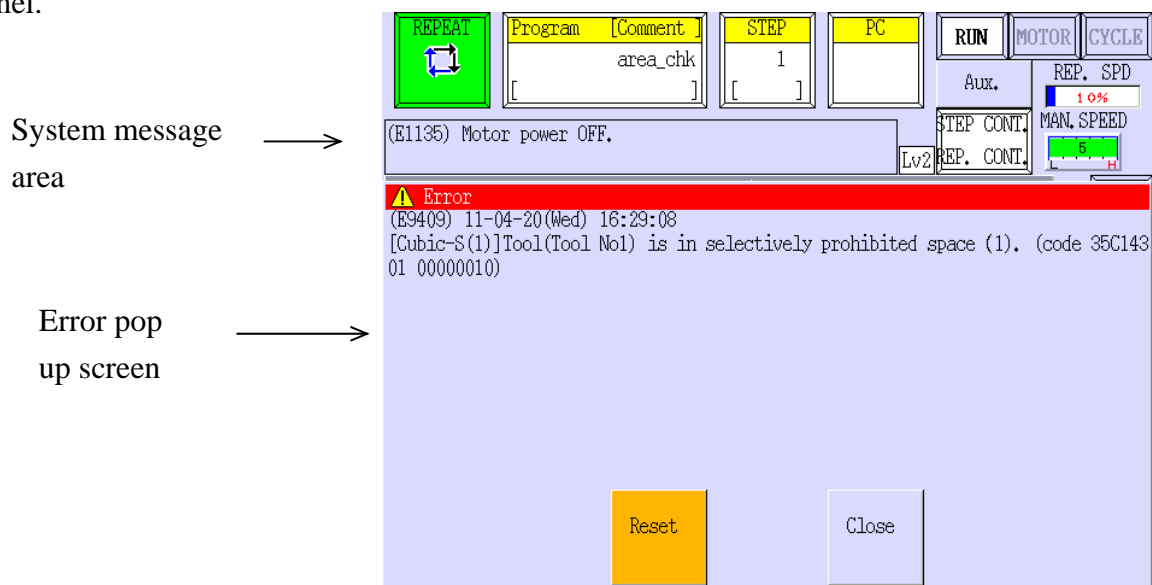 nel.
REPEAT
Program [Comment ]
area_chk
[ ]
STEP
1
[ ]
PC
RUN
MOTOR
CYCLE
Aux.
REP. SPD
10%
STEP CONT.
REP. CONT.
MAN.SPEED
5
L H
System message
area
(E1135) Motor power OFF.
Lv2
Error
(E9409) 11-04-20(Wed) 16:29:08
[Cubic-S(1)]Tool(Tool No1) is in selectively prohibited space (1). (code 35C143
01 00000010)
Error pop
up screen
Reset
Close